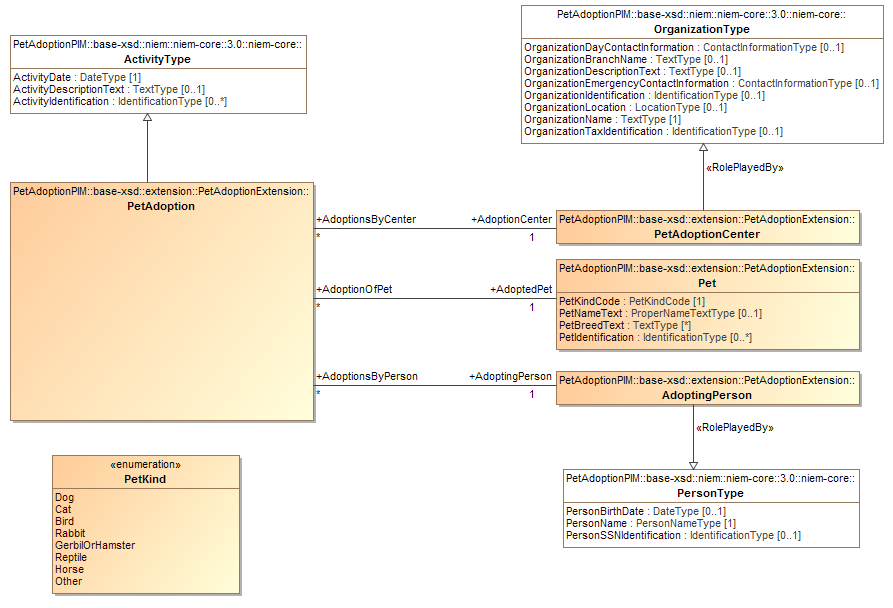 PetAdoptionPIM::base-xsd::niem::niem-core::3.0::niem-core::
ActivityType
ActivityDate : DateType [1]
ActivityDescriptionText : TextType [0..1]
ActivityIdentification : IdentificationType [0..*]
PetAdoptionPIM::base-xsd::niem::niem-core::3.0::niem-core::
OrganizationType
OrganizationDayContactInformation : ContactInformationType [0..1]
OrganizationBranchName : TextType [0..1]
OrganizationDescriptionText : TextType [0..1]
OrganizationEmergencyContactInformation : ContactInformationType [0..1]
OrganizationIdentification : IdentificationType [0..1]
OrganizationLocation : LocationType [0..1]
OrganizationName : TextType [1]
OrganizationTaxIdentification : IdentificationType [0..1]
«RolePlayedBy»
PetAdoptionPIM::base-xsd::extension::PetAdoptionExtension::
PetAdoption
+AdoptionsByCenter
*
+AdoptionCenter
1
PetAdoptionPIM::base-xsd::extension::PetAdoptionExtension::
PetAdoptionCenter
+AdoptionOfPet
*
+AdoptedPet
1
PetAdoptionPIM::base-xsd::extension::PetAdoptionExtension::
Pet
PetKindCode : PetKindCode [1]
PetNameText : ProperNameTextType [0..1]
PetBreedText : TextType [*]
PetIdentification : IdentificationType [0..*]
+AdoptionsByPerson
*
+AdoptingPerson
1
PetAdoptionPIM::base-xsd::extension::PetAdoptionExtension::
AdoptingPerson
«RolePlayedBy»
PetAdoptionPIM::base-xsd::niem::niem-core::3.0::niem-core::
PersonType
PersonBirthDate : DateType [0..1]
PersonName : PersonNameType [1]
PersonSSNIdentification : IdentificationType [0..1]
«enumeration»
PetKind
Dog
Cat
Bird
Rabbit
GerbilOrHamster
Reptile
Horse
Other